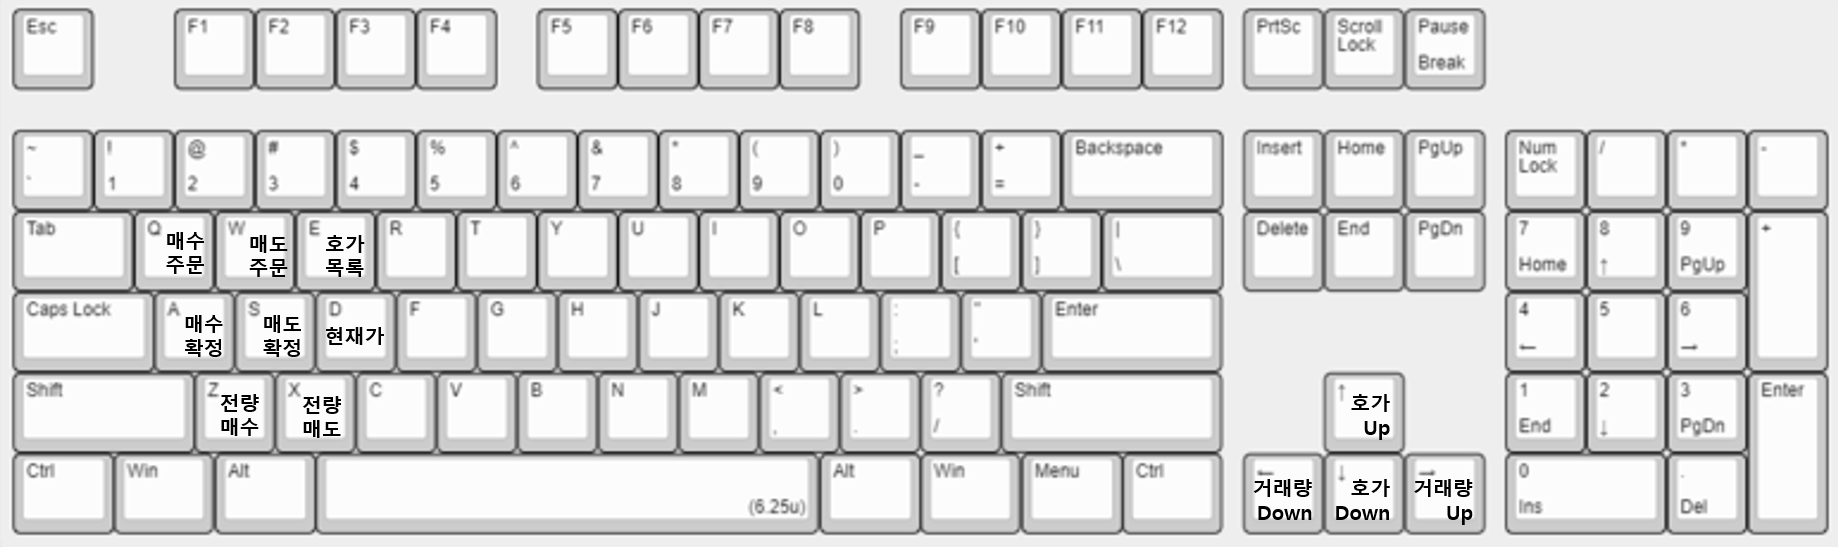 Esc F1 F2 F3 F4 F5 F6 F7 F8 F9 F10 F11 F12 PrtSc Scroll Lock Pause Break
~ ` ! 1 @ 2 # 3 $ 4 % 5 ^ 6 & 7 * 8 ( 9 ) 0 _ - + = Backspace Insert Home PgUp Num Lock / * -
Tab Q 매수 주문 W 매도 주문 E 호가 목록 R T Y U I O P { [ } ] | \ Delete End PgDn 7 Home 8 ↑ 9 PgUp +
Caps Lock A 매수 확정 S 매도 확정 D 현재가 F G H J K L : ; " ' Enter 4 ← 5 6 →
Shift Z 전량 매수 X 전량 매도 C V B N M < , > . ? / Shift ↑ 호가 Up 1 End 2 ↓ 3 PgDn Enter
Ctrl Win Alt (6.25u) Alt Win Menu Ctrl ← 거래량 Down ↓ 호가 Down → 거래량 Up 0 Ins . Del